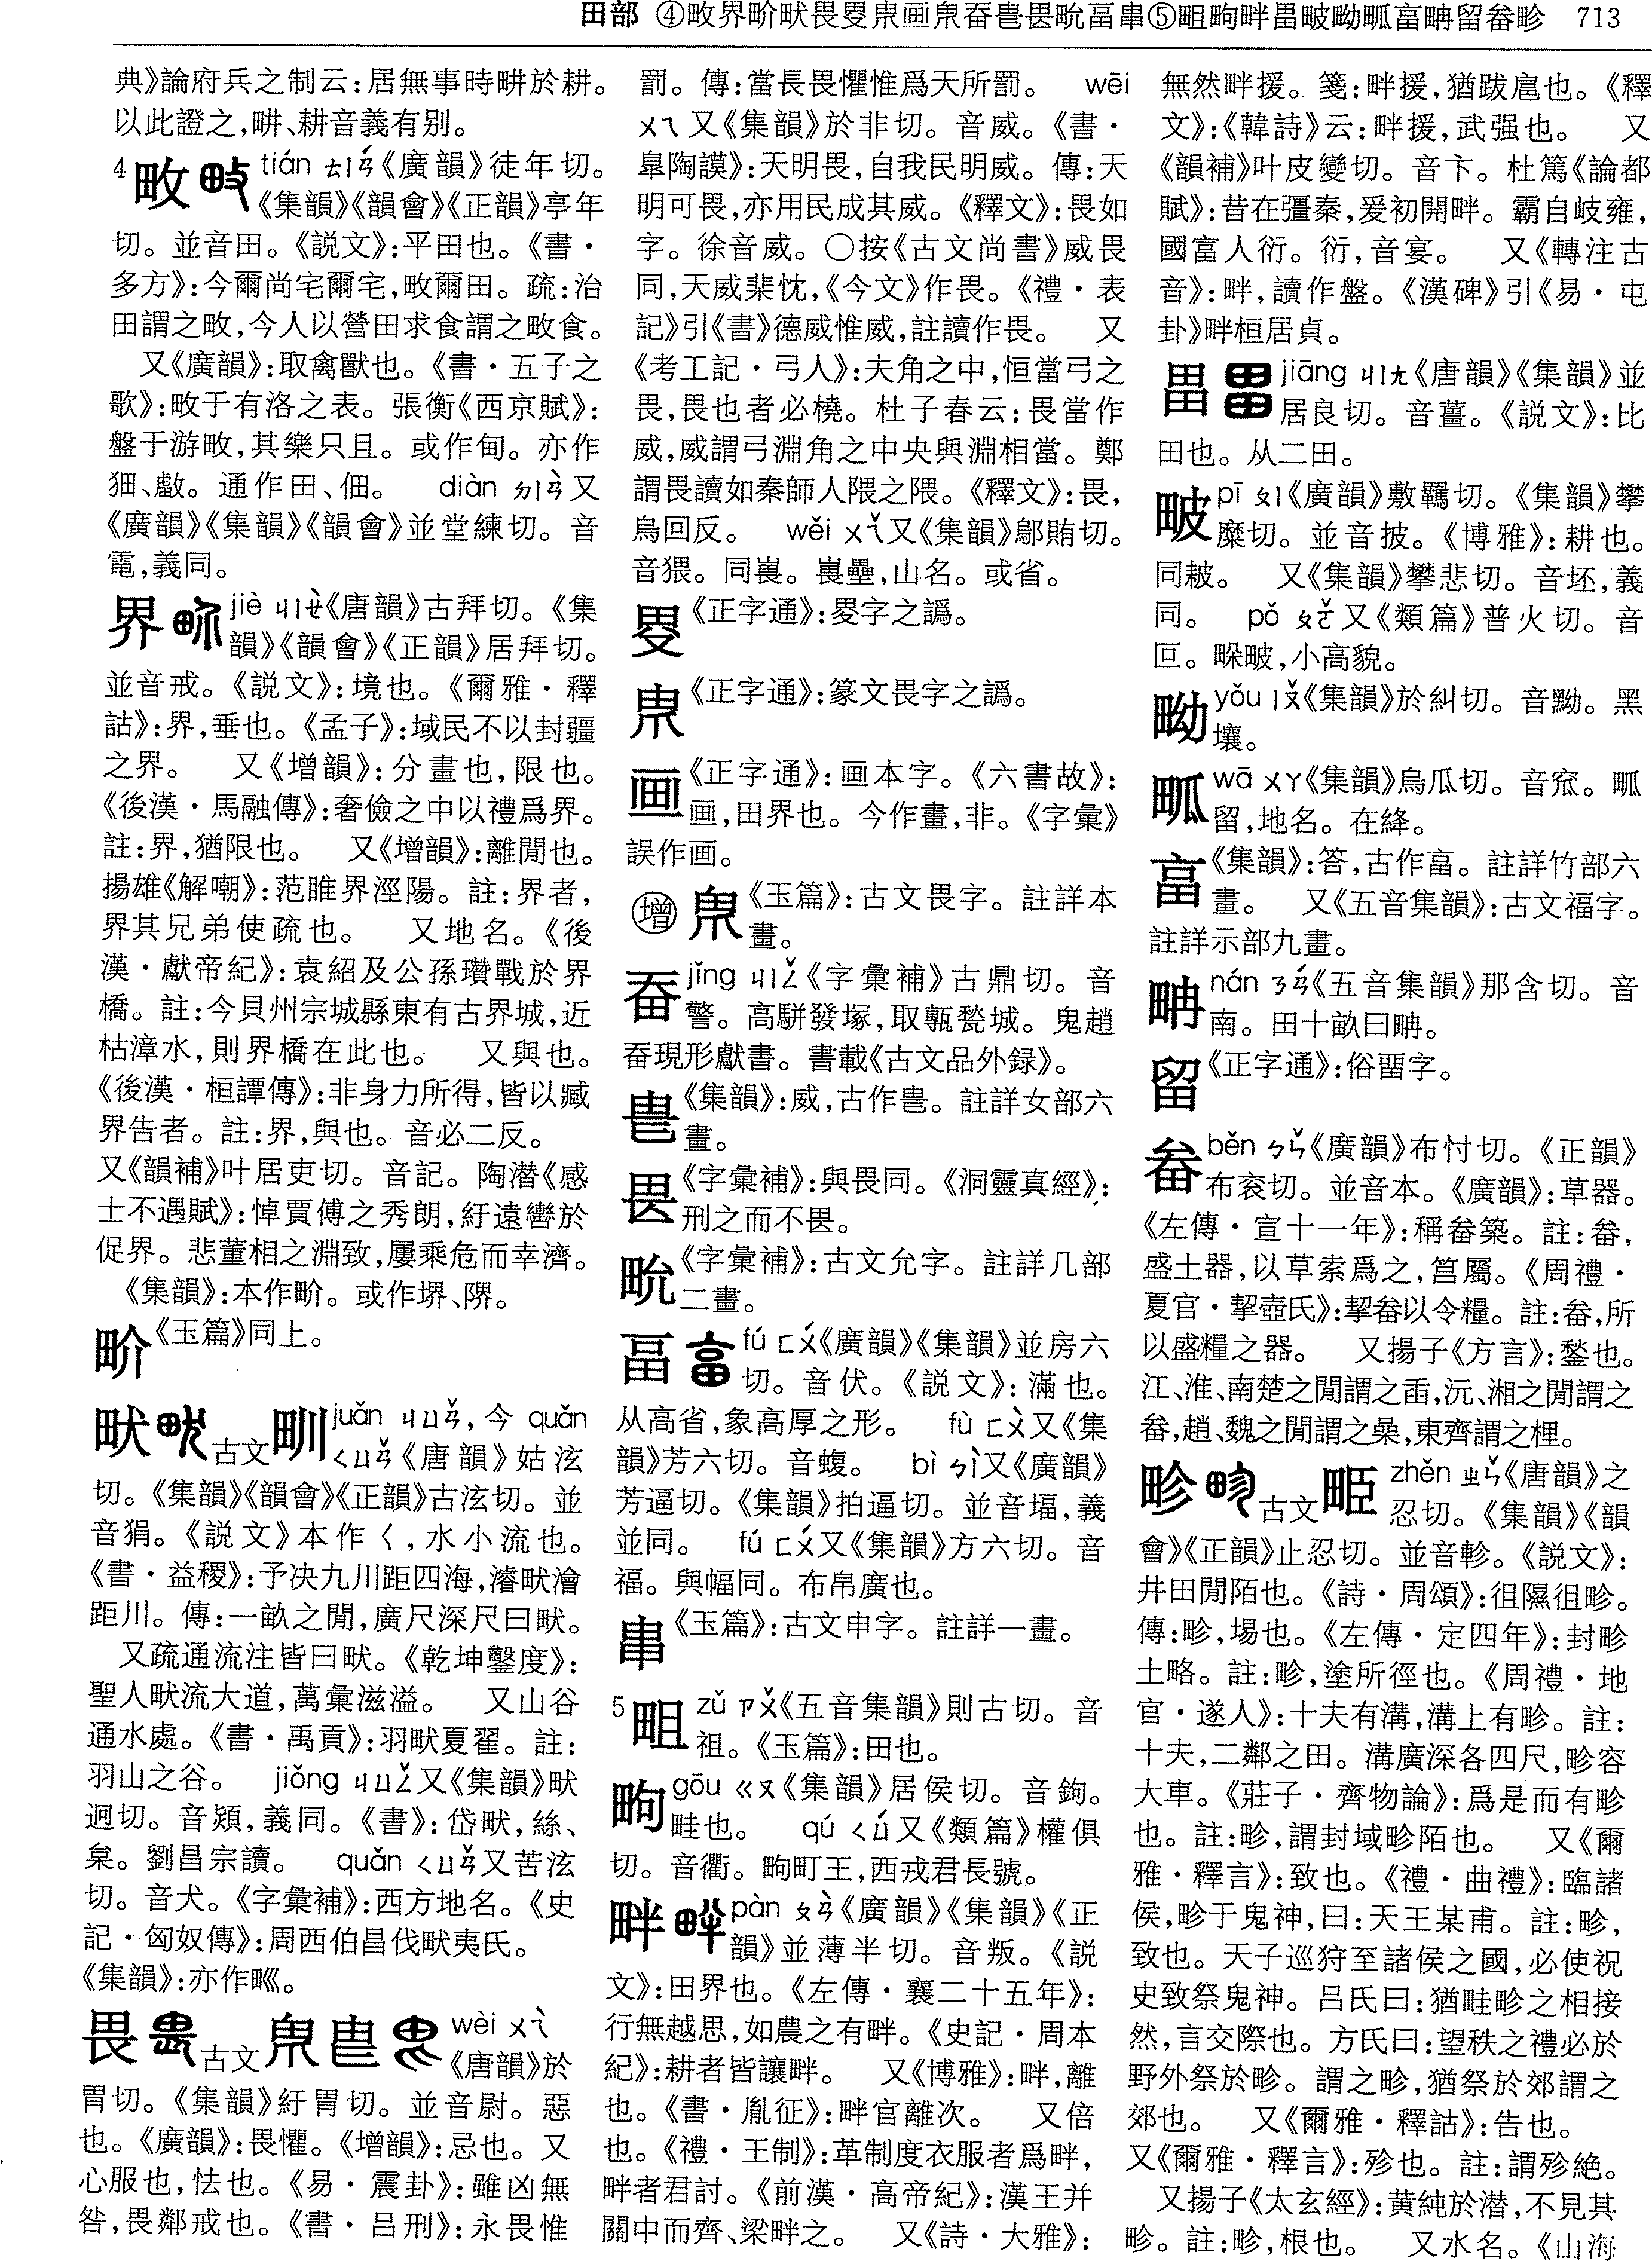 田部 ④畋界畍畎畏㽛𤰲画𤰞畚𤰣㽙畩畐𤰶⑤𤱌畇畔畕畈㽬𤱗畗𤱡留畚畛 713
典》論府兵之制云:居無事時畊於耕。
以此證之,畊、耕音義有别。
4畋 tián ㄊㄧㄢˊ《廣韻》徒年切。
《集韻》《韻會》《正韻》亭年
切。並音田。《説文》:平田也。《書·
多方》:今爾尚宅爾宅,畋爾田。疏:治
田謂之畋,今人以營田求食謂之畋食。
又《廣韻》:取禽獸也。《書·五子之
歌》:畋于有洛之表。張衡《西京賦》:
盤于游畋,其樂只且。或作甸。亦作
㽗、𢾖。通作田、佃。 diàn ㄉㄧㄢˋ又
《廣韻》《集韻》《韻會》並堂練切。音
電,義同。
界 jiè ㄐㄧㄝˋ《唐韻》古拜切。《集
韻》《韻會》《正韻》居拜切。
並音戒。《説文》:境也。《爾雅·釋
詁》:界,垂也。《孟子》:域民不以封疆
之界。 又《增韻》:分畫也,限也。
《後漢·馬融傳》:奢儉之中以禮爲界。
註:界,猶限也。 又《增韻》:離閒也。
揚雄《解嘲》:范睢界涇陽。註:界者,
界其兄弟使疏也。 又地名。《後
漢·獻帝紀》:袁紹及公孫瓚戰於界
橋。註:今貝州宗城縣東有古界城,近
枯漳水,則界橋在此也。 又與也。
《後漢·桓譚傳》:非身力所得,皆以臧
界告者。註:界,與也。音必二反。
又《韻補》叶居吏切。音記。陶潛《感
士不遇賦》:悼賈傅之秀朗,紆遠轡於
促界。悲董相之淵致,屢乘危而幸濟。
《集韻》:本作畍。或作堺、𨺬。
畍《玉篇》同上。
畎 古文 甽 juǎn ㄐㄩㄢˇ,今 quǎn
ㄑㄩㄢˇ《唐韻》姑泫
切。《集韻》《韻會》《正韻》古泫切。並
音狷。《説文》本作〈,水小流也。
《書·益稷》:予决九川距四海,濬畎澮
距川。傳:一畝之閒,廣尺深尺曰畎。
又疏通流注皆曰畎。《乾坤鑿度》:
聖人畎流大道,萬彙滋溢。 又山谷
通水處。《書·禹貢》:羽畎夏翟。註:
羽山之谷。 jiǒng ㄐㄩㄥˇ又《集韻》畎
迥切。音熲,義同。《書》:岱畎,絲、
枲。劉昌宗讀。 quǎn ㄑㄩㄢˇ又苦泫
切。音犬。《字彙補》:西方地名。《史
記·匈奴傳》:周西伯昌伐畎夷氏。
《集韻》:亦作𤰕。
畏 古文 wèi ㄨㄟˋ
《唐韻》於
胃切。《集韻》紆胃切。並音尉。惡
也。《廣韻》:畏懼。《增韻》:忌也。又
心服也,怯也。《易·震卦》:雖凶無
咎,畏鄰戒也。《書·吕刑》:永畏惟
罰。傳:當長畏懼惟爲天所罰。 wēi
ㄨㄟ 又《集韻》於非切。音威。《書·
皋陶謨》:天明畏,自我民明威。傳:天
明可畏,亦用民成其威。《釋文》:畏如
字。徐音威。〇按《古文尚書》威畏
同,天威棐忱,《今文》作畏。《禮·表
記》引《書》德威惟威,註讀作畏。 又
《考工記·弓人》:夫角之中,恒當弓之
畏,畏也者必橈。杜子春云:畏當作
威,威謂弓淵角之中央與淵相當。鄭
謂畏讀如秦師人隈之隈。《釋文》:畏,
烏回反。 wěi ㄨㄟˇ又《集韻》鄔賄切。
音猥。同崴。崴壘,山名。或省。
《正字通》:畟字之譌。
《正字通》:篆文畏字之譌。
画《正字通》:画本字。《六書故》:
画,田界也。今作畫,非。《字彙》
誤作画。
増《玉篇》:古文畏字。註詳本
畫。
jǐng ㄐㄧㄥˇ《字彙補》古鼎切。音
警。高駢發塚,取甎甃城。鬼趙
畚現形獻書。書載《古文品外録》。
《集韻》:威,古作𤰣。註詳女部六
畫。
《字彙補》:與畏同。《洞靈真經》:
刑之而不㽙。
《字彙補》:古文允字。註詳几部
二畫。
畐 fú ㄈㄨˊ《廣韻》《集韻》並房六
切。音伏。《説文》:滿也。
从高省,象高厚之形。 fù ㄈㄨˋ又《集
韻》芳六切。音蝮。 bì ㄅㄧˋ又《廣韻》
芳逼切。《集韻》拍逼切。並音堛,義
並同。 fú ㄈㄨˊ又《集韻》方六切。音
福。與幅同。布帛廣也。
《玉篇》:古文申字。註詳一畫。
5 zǔ ㄗㄨˇ《五音集韻》則古切。音
祖。《玉篇》:田也。
gōu ㄍㄡ《集韻》居侯切。音鉤。
畦也。 qú ㄑㄩˊ又《類篇》權俱
切。音衢。畇町王,西戎君長號。
畔 pàn ㄆㄢˋ《廣韻》《集韻》《正
韻》並薄半切。音叛。《説
文》:田界也。《左傳·襄二十五年》:
行無越思,如農之有畔。《史記·周本
紀》:耕者皆讓畔。 又《博雅》:畔,離
也。《書·胤征》:畔官離次。 又倍
也。《禮·王制》:革制度衣服者爲畔,
畔者君討。《前漢·高帝紀》:漢王并
關中而齊、梁畔之。 又《詩·大雅》:
無然畔援。箋:畔援,猶跋扈也。《釋
文》:《韓詩》云:畔援,武强也。 又
《韻補》叶皮變切。音卞。杜篤《論都
賦》:昔在彊秦,爰初開畔。霸自岐雍,
國富人衍。衍,音宴。 又《轉注古
音》:畔,讀作盤。《漢碑》引《易·屯
卦》畔桓居貞。
畕 jiāng ㄐㄧㄤ《唐韻》《集韻》並
居良切。音薑。《説文》:比
田也。从二田。
pī ㄆㄧ《廣韻》敷羈切。《集韻》攀
糜切。並音披。《博雅》:耕也。
同耚。 又《集韻》攀悲切。音坯,義
同。 pǒ ㄆㄛˇ又《類篇》普火切。音
叵。㽶𤱍,小高貌。
yǒu ㄧㄡˇ《集韻》於糾切。音黝。黑
壤。
wā ㄨㄚ《集韻》烏瓜切。音窊。𤱗
留,地名。在絳。
畗《集韻》:答,古作畗。註詳竹部六
畫。 又《五音集韻》:古文福字。
註詳示部九畫。
nán ㄋㄢˊ《五音集韻》那含切。音
南。田十畝曰𤱡。
留《正字通》:俗畱字。
畚 běn ㄅㄣˇ《廣韻》布忖切。《正韻》
布衮切。並音本。《廣韻》:草器。
《左傳·宣十一年》:稱畚築。註:畚,
盛土器,以草索爲之,筥屬。《周禮·
夏官·挈壺氏》:挈畚以令糧。註:畚,所
以盛糧之器。 又揚子《方言》:鍫也。
江、淮、南楚之閒謂之臿,沅、湘之閒謂之
畚,趙、魏之閒謂之喿,東齊謂之梩。
畛 古文 zhěn ㄓㄣˇ《唐韻》之
忍切。《集韻》《韻
會》《正韻》止忍切。並音軫。《説文》:
井田閒陌也。《詩·周頌》:徂隰徂畛。
傳:畛,埸也。《左傳·定四年》:封畛
土略。註:畛,塗所徑也。《周禮·地
官·遂人》:十夫有溝,溝上有畛。註:
十夫,二鄰之田。溝廣深各四尺,畛容
大車。《莊子·齊物論》:爲是而有畛
也。註:畛,謂封域畛陌也。 又《爾
雅·釋言》:致也。《禮·曲禮》:臨諸
侯,畛于鬼神,曰:天王某甫。註:畛,
致也。天子巡狩至諸侯之國,必使祝
史致祭鬼神。吕氏曰:猶畦畛之相接
然,言交際也。方氏曰:望秩之禮必於
野外祭於畛。謂之畛,猶祭於郊謂之
郊也。 又《爾雅·釋詁》:告也。
又《爾雅·釋言》:殄也。註:謂殄絶。
又揚子《太玄經》:黄純於潛,不見其
畛。註:畛,根也。 又水名。《山海